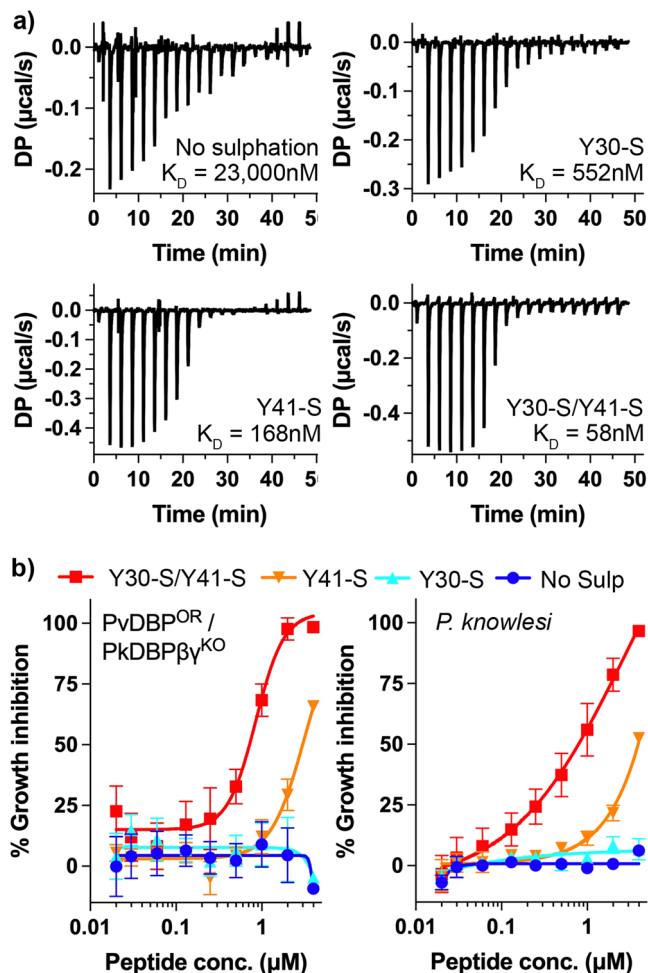 a)
0.0
-0.1
-0.2
DP (µcal/s)
No sulphation
K_D = 23,000nM
0 10 20 30 40 50
Time (min)
0.0
-0.1
-0.2
-0.3
DP (µcal/s)
Y30-S
K_D = 552nM
0 10 20 30 40 50
Time (min)
0.0
-0.1
-0.2
-0.3
-0.4
DP (µcal/s)
Y41-S
K_D = 168nM
0 10 20 30 40 50
Time (min)
0.0
-0.2
-0.4
DP (µcal/s)
Y30-S/Y41-S
K_D = 58nM
0 10 20 30 40 50
Time (min)
b)
Y30-S/Y41-S Y41-S Y30-S No Sulp
100
75
50
25
0
% Growth inhibition
PvDBP^OR /
PkDBPβγ^KO
0.01 0.1 1
Peptide conc. (µM)
100
75
50
25
0
% Growth inhibition
P. knowlesi
0.01 0.1 1
Peptide conc. (µM)